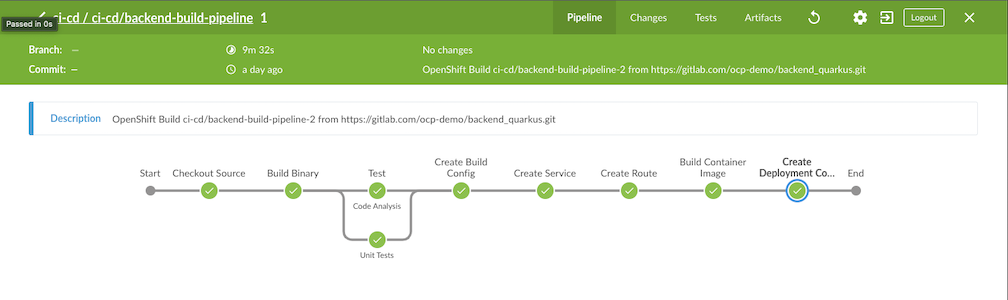 ci-cd / ci-cd/backend-build-pipeline 1
Pipeline Changes Tests Artifacts Logout
Passed in 0s
Branch: — 9m 32s No changes
Commit: — a day ago OpenShift Build ci-cd/backend-build-pipeline-2 from https://gitlab.com/ocp-demo/backend_quarkus.git
Description OpenShift Build ci-cd/backend-build-pipeline-2 from https://gitlab.com/ocp-demo/backend_quarkus.git
Start
Checkout Source
Build Binary
Test
Create Build
Config
Create Service
Create Route
Build Container
Image
Create
Deployment Co...
End
Code Analysis
Unit Tests